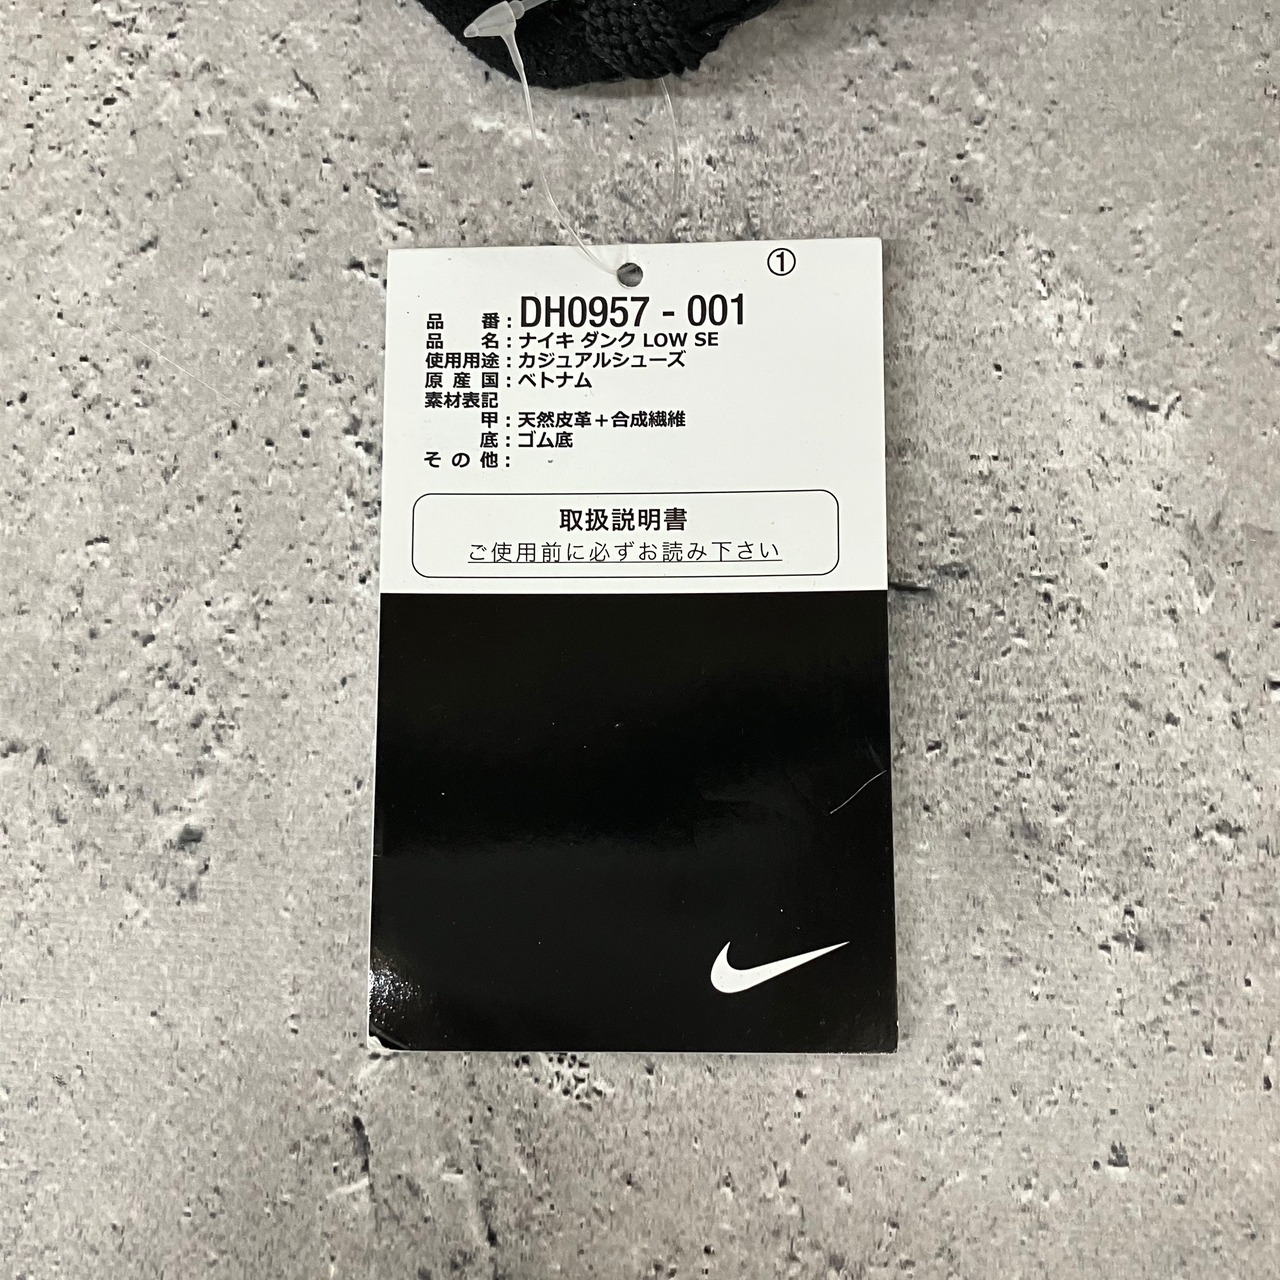 ①
品番：DH0957 - 001
品名：ナイキ ダンク LOW SE
使用用途：カジュアルシューズ
原産国：ベトナム
素材表記
甲：天然皮革＋合成繊維
底：ゴム底
その他：
取扱説明書
ご使用前に必ずお読み下さい